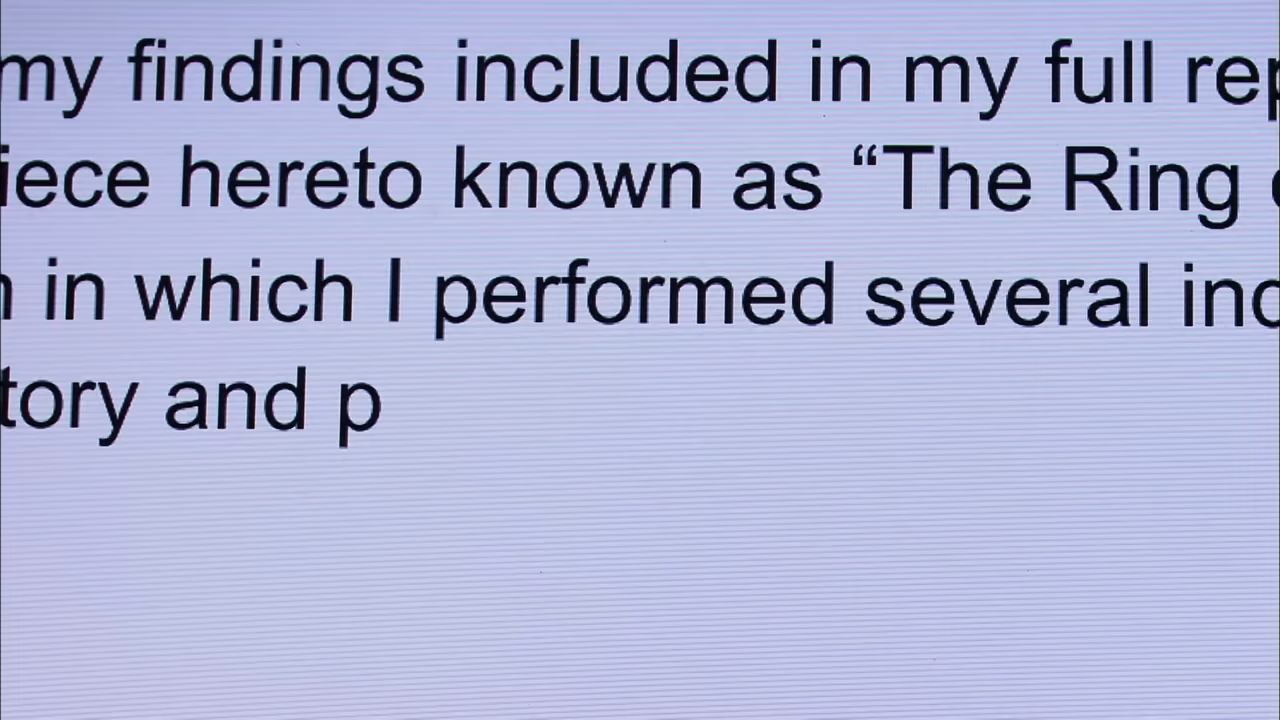 my findings included in my full rep
iece hereto known as “The Ring
in which I performed several inc
tory and p